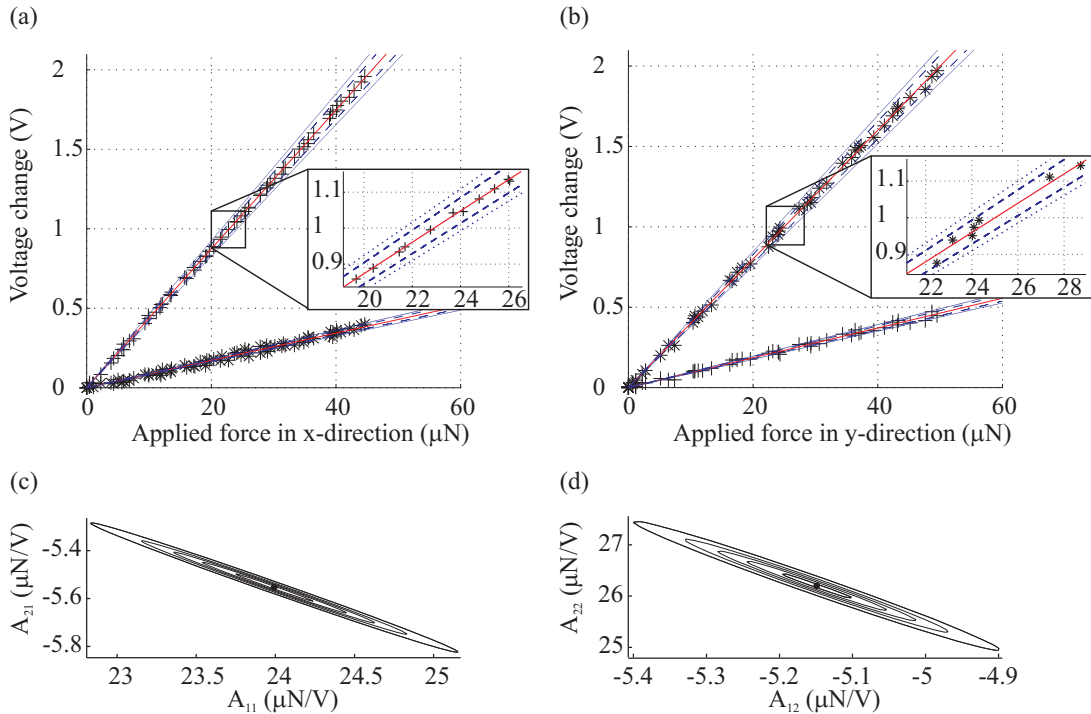 (a)
(b)
Voltage change (V)
2
1.5
1
0.5
0
1.1
1
0.9
20 22 24 26
0 20 40 60
Applied force in x-direction (μN)
Voltage change (V)
2
1.5
1
0.5
0
1.1
1
0.9
22 24 26 28
0 20 40 60
Applied force in y-direction (μN)
(c)
(d)
A21 (μN/V)
-5.4
-5.6
-5.8
23 23.5 24 24.5 25
A11 (μN/V)
A22 (μN/V)
27
26
25
-5.4 -5.3 -5.2 -5.1 -5 -4.9
A12 (μN/V)